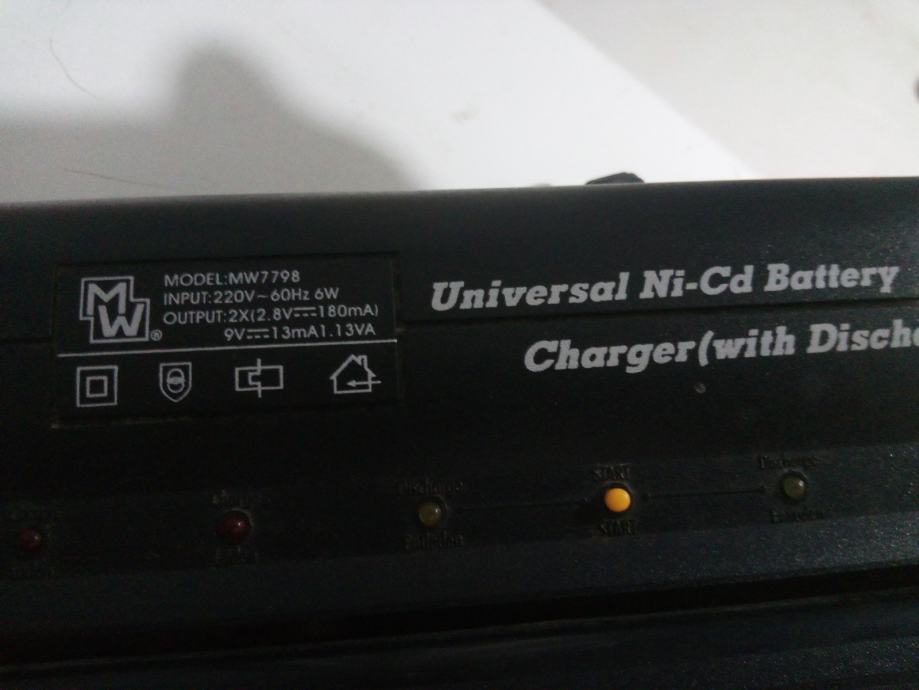 MW®
MODEL:MW7798
INPUT:220V~60Hz 6W
OUTPUT:2X(2.8V⎓180mA)
9V⎓13mA1.13VA
Universal Ni-Cd Battery
Charger(with Disch
START
START